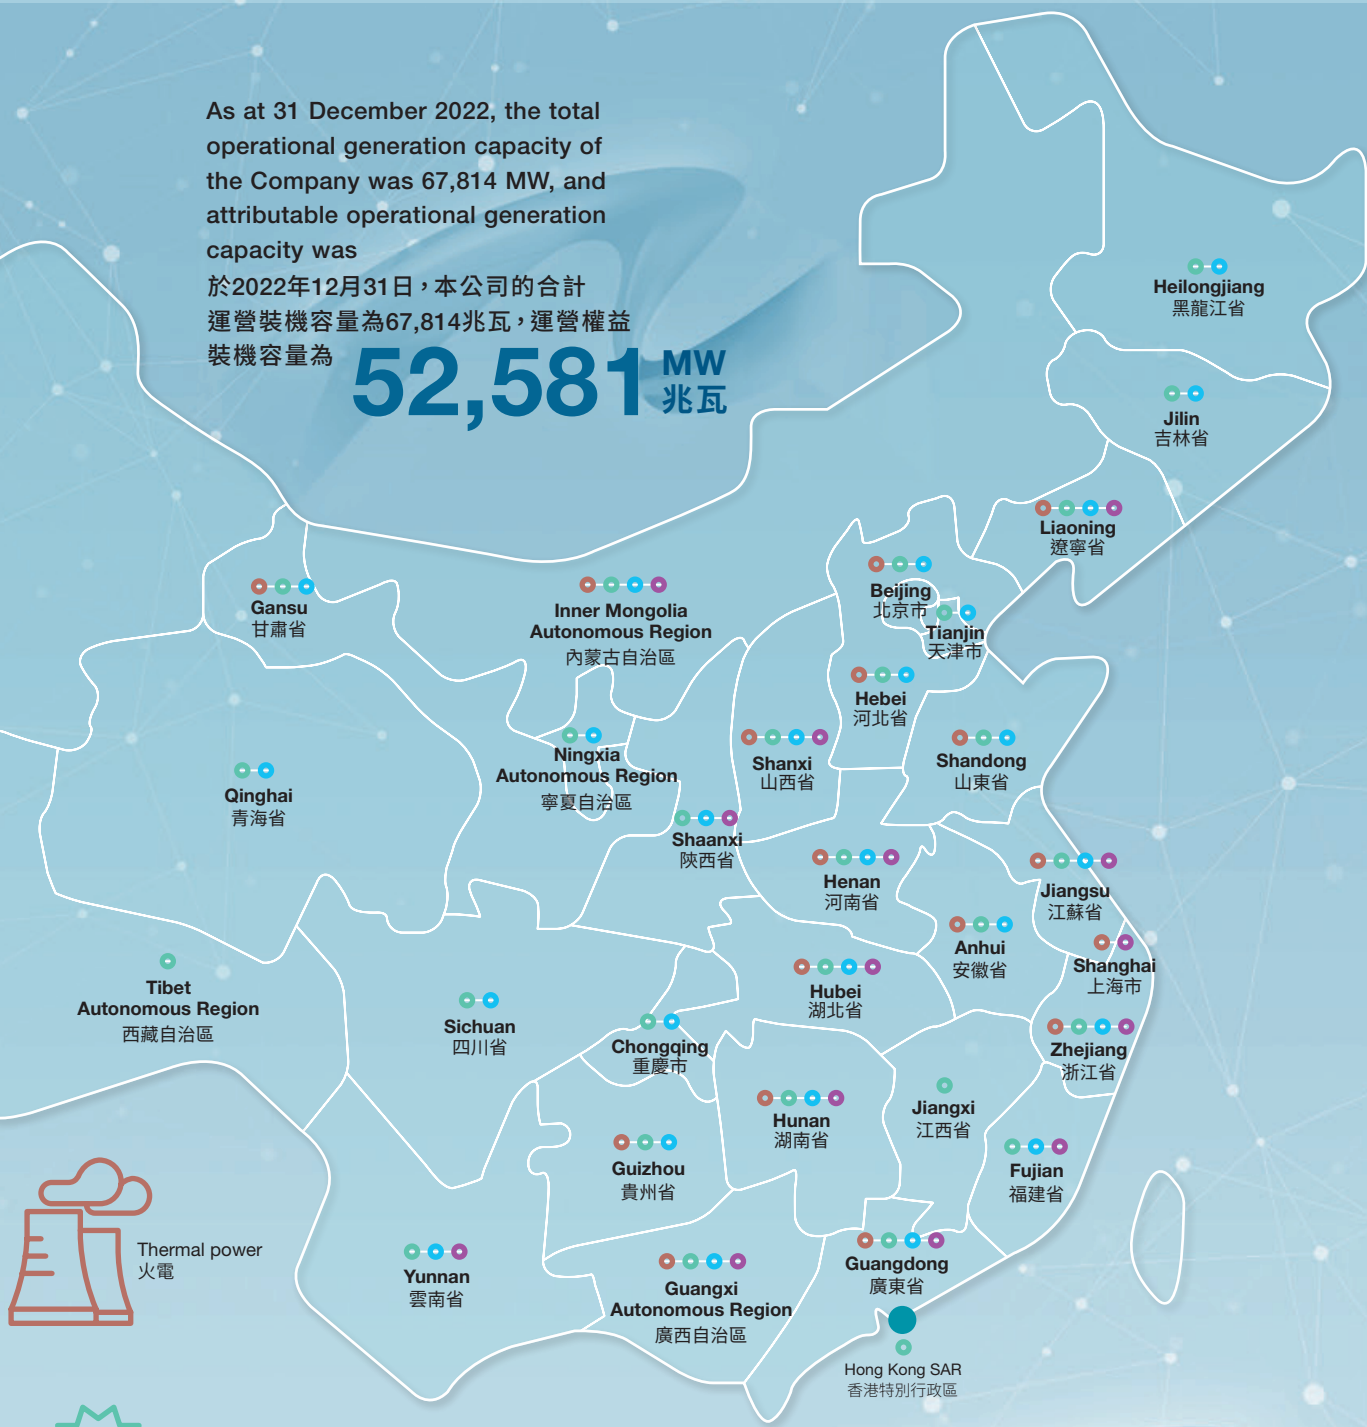 As at 31 December 2022, the total
operational generation capacity of
the Company was 67,814 MW, and
attributable operational generation
capacity was
於2022年12月31日，本公司的合計
運營裝機容量為67,814兆瓦，運營權益
裝機容量為
52,581 MW
兆瓦
Heilongjiang
黑龍江省
Jilin
吉林省
Liaoning
遼寧省
Beijing
北京市
Tianjin
天津市
Gansu
甘肅省
Inner Mongolia
Autonomous Region
內蒙古自治區
Hebei
河北省
Ningxia
Autonomous Region
寧夏自治區
Shanxi
山西省
Shandong
山東省
Qinghai
青海省
Shaanxi
陝西省
Henan
河南省
Jiangsu
江蘇省
Anhui
安徽省
Shanghai
上海市
Tibet
Autonomous Region
西藏自治區
Sichuan
四川省
Hubei
湖北省
Chongqing
重慶市
Zhejiang
浙江省
Hunan
湖南省
Jiangxi
江西省
Guizhou
貴州省
Fujian
福建省
Thermal power
火電
Yunnan
雲南省
Guangxi
Autonomous Region
廣西自治區
Guangdong
廣東省
Hong Kong SAR
香港特別行政區